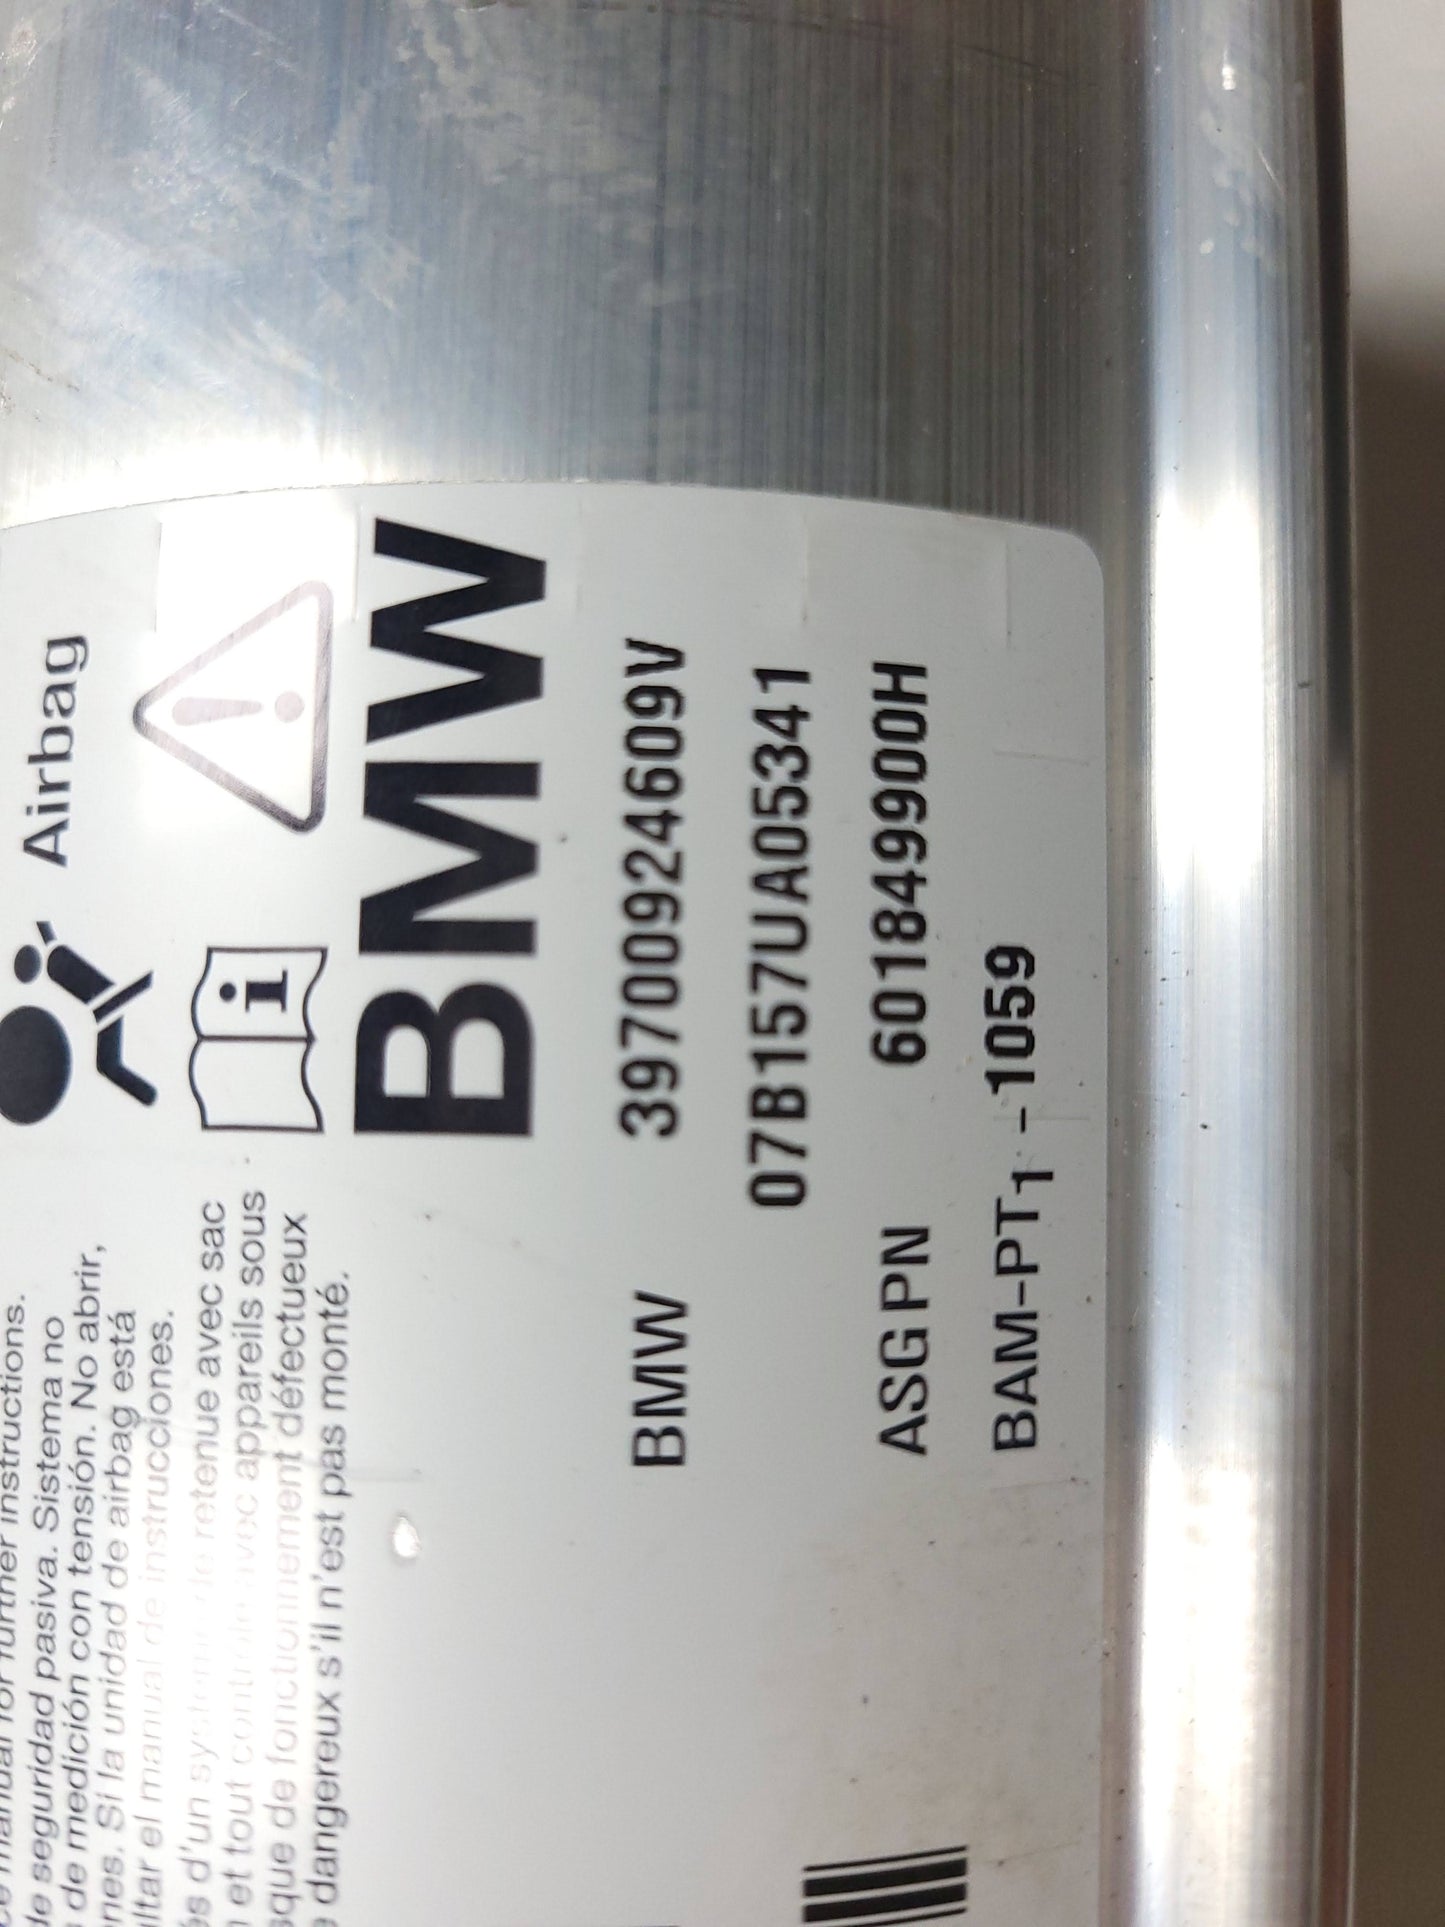 Airbag
i
BMW
manual for further instructions.
de seguridad pasiva. Sistema no
de medición con tensión. No abrir,
nes. Si la unidad de airbag está
ltar el manual de instrucciones.
és d'un système de retenue avec sac
n et tout contrôle avec appareils sous
sque de fonctionnement défectueux
dangereux s'il n'est pas monté.
BMW 39700924609V
07B157UA05341
ASG PN 601849900H
BAM-PT1 -1059